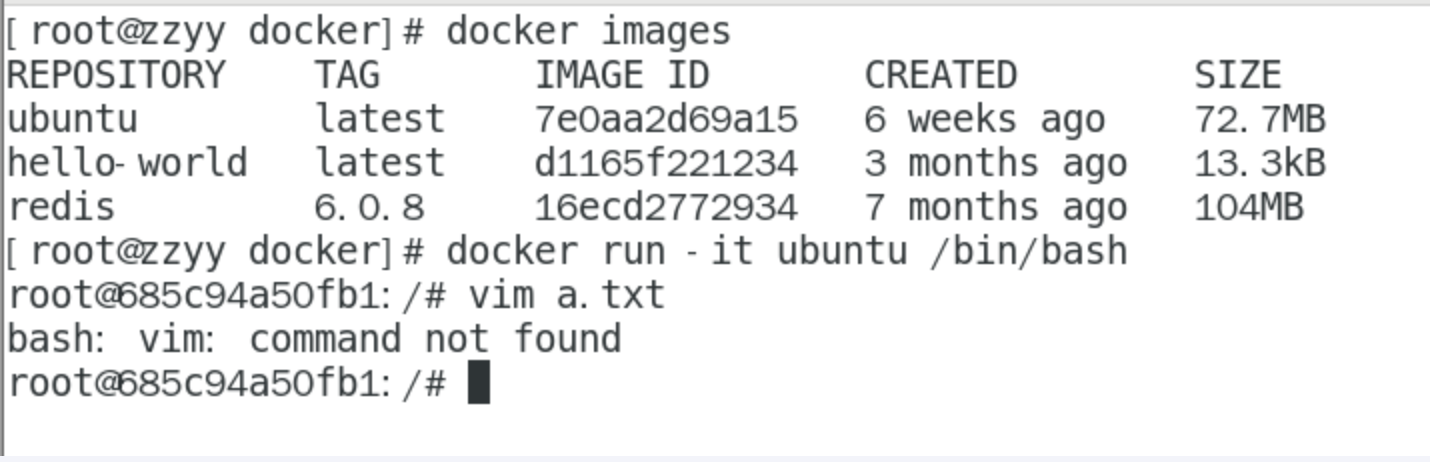 [root@zzyy docker]# docker images
REPOSITORY    TAG       IMAGE ID       CREATED        SIZE
ubuntu        latest    7e0aa2d69a15   6 weeks ago    72.7MB
hello-world   latest    d1165f221234   3 months ago   13.3kB
redis         6.0.8     16ecd2772934   7 months ago   104MB
[root@zzyy docker]# docker run -it ubuntu /bin/bash
root@685c94a50fb1:/# vim a.txt
bash: vim: command not found
root@685c94a50fb1:/#